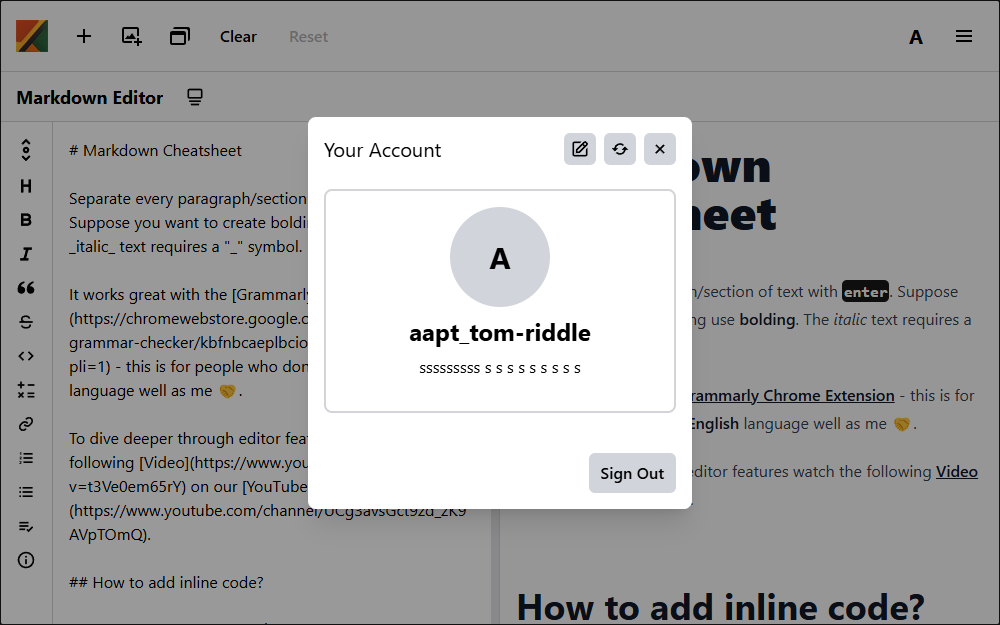 Clear Reset A
Markdown Editor
# Markdown Cheatsheet
Separate every paragraph/section
Suppose you want to create
_italic_ text requires a "_" symbol.
It works great with the [Grammarly
(https://chromewebstore.google.c
grammar-checker/kbfnbcaeplbcio
pli=1) - this is for people who don
language well as me 🤝.
To dive deeper through editor
following [Video](https://www.you
v=t3Ve0em65rY) on our [YouTube
(https://www.youtube.com/channel/
AVpTOmQ).
## How to add inline code?
Your Account
A
aapt_tom-riddle
sssssssss s s s s s s s s s
Sign Out
own
heet
/section of text with enter. Suppose
ng use bolding. The italic text requires a
rammarly Chrome Extension - this is for
English language well as me 🤝.
editor features watch the following Video
How to add inline code?